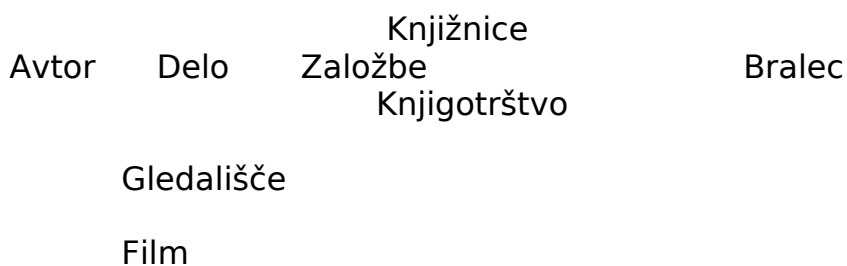 Knjižnice
Avtor Delo Založbe Bralec
Knjigotrštvo
Gledališče
Film